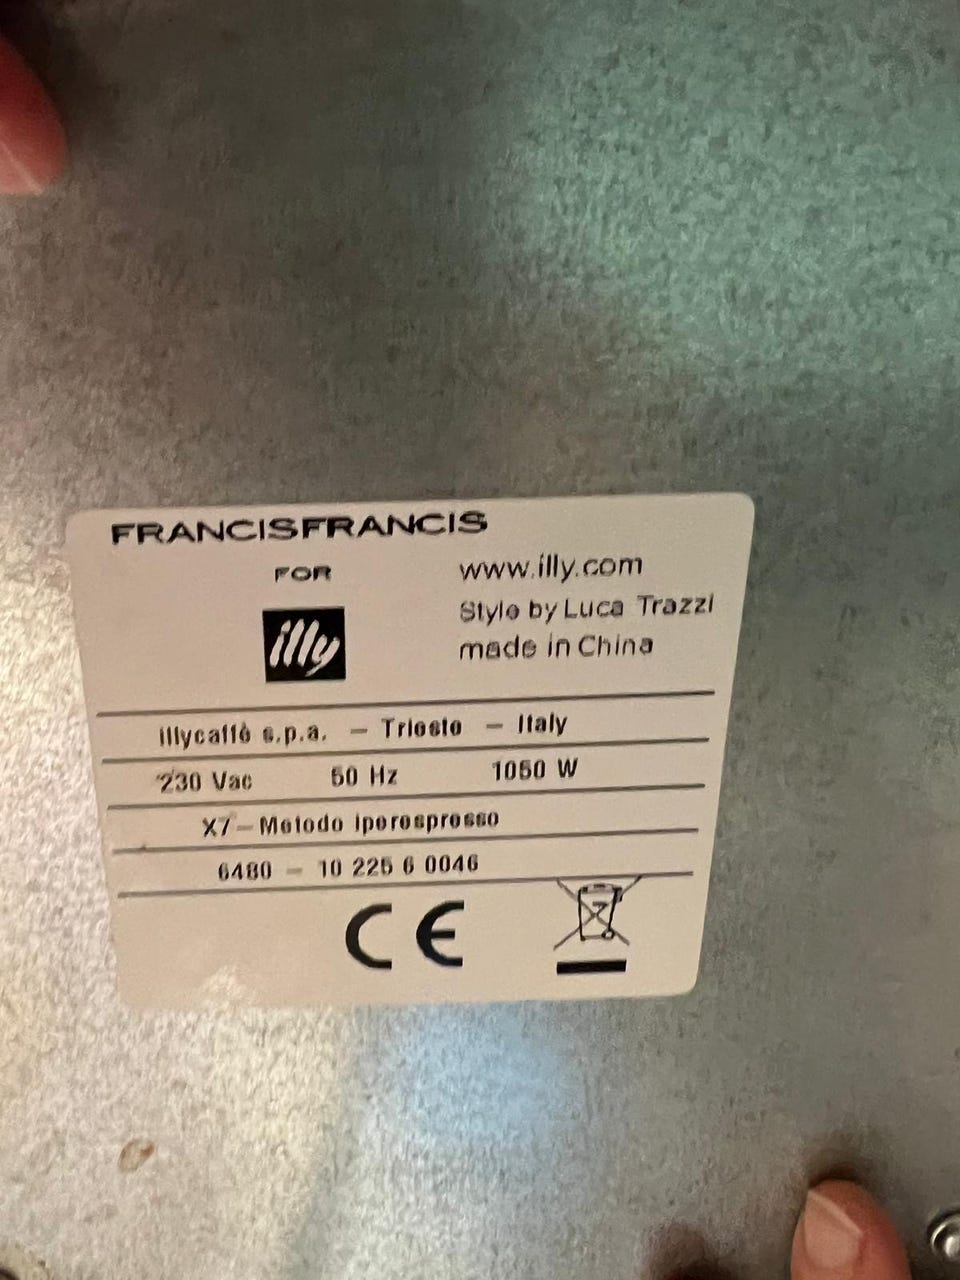 FRANCISFRANCIS
FOR
illy
www.illy.com
Style by Luca Trazzi
made in China
illycaffè s.p.a. – Trieste – Italy
230 Vac 50 Hz 1050 W
X7 – Metodo Iperespresso
6480 – 10 225 6 0046
CE